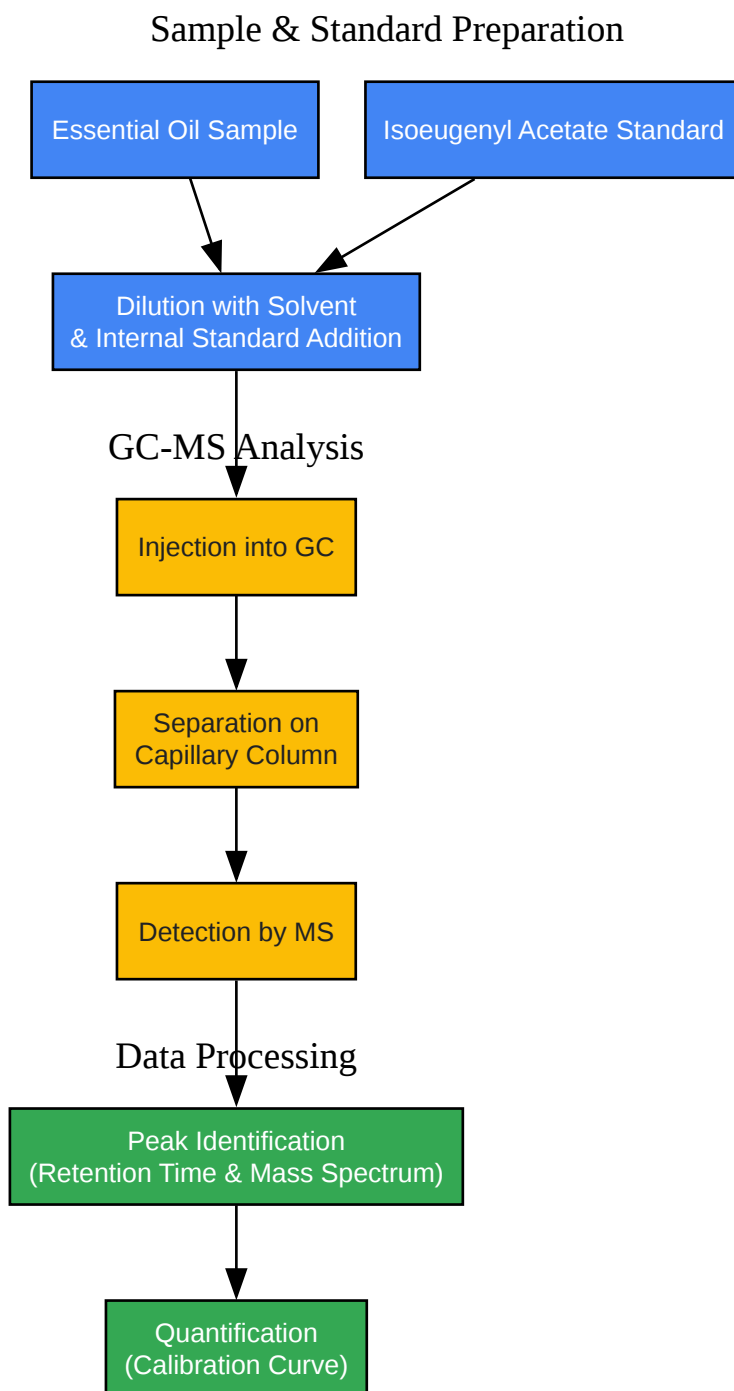 Sample & Standard Preparation
Essential Oil Sample
Isoeugenyl Acetate Standard
Dilution with Solvent
& Internal Standard Addition
GC-MS Analysis
Injection into GC
Separation on
Capillary Column
Detection by MS
Data Processing
Peak Identification
(Retention Time & Mass Spectrum)
Quantification
(Calibration Curve)